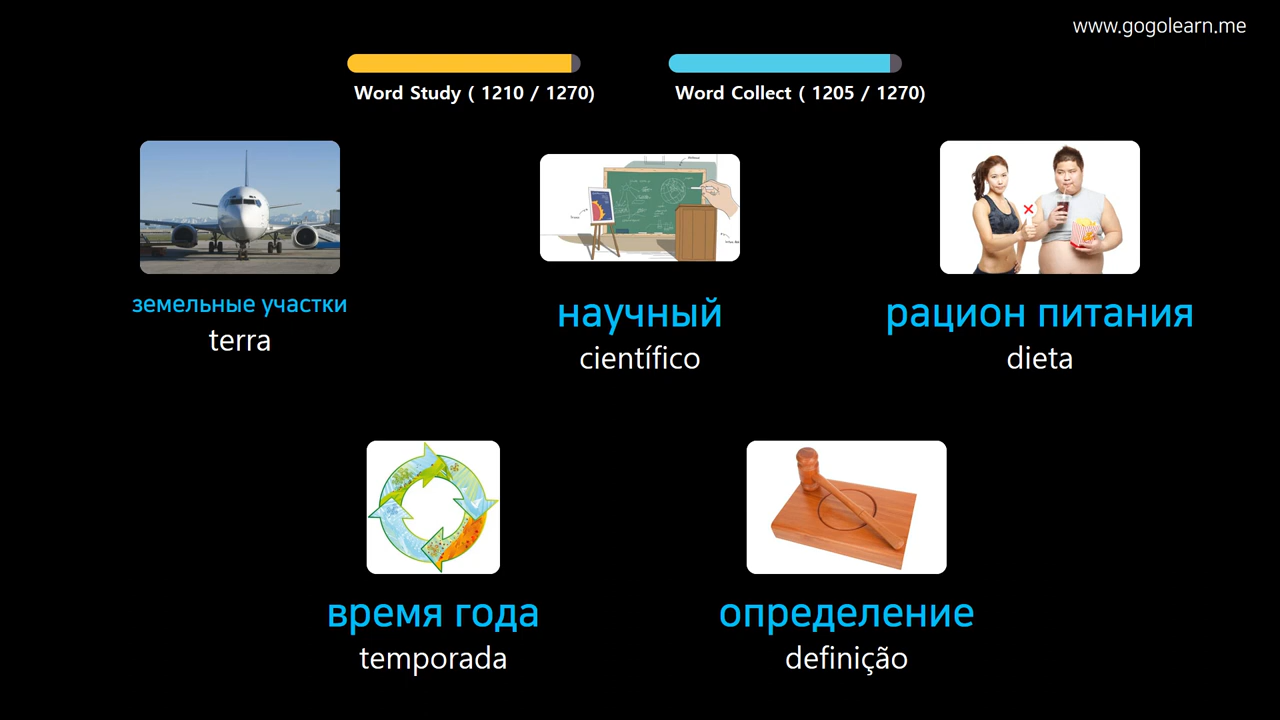 www.gogolearn.me
Word Study ( 1210 / 1270)
Word Collect ( 1205 / 1270)
земельные участки
terra
научный
científico
рацион питания
dieta
время года
temporada
определение
definição